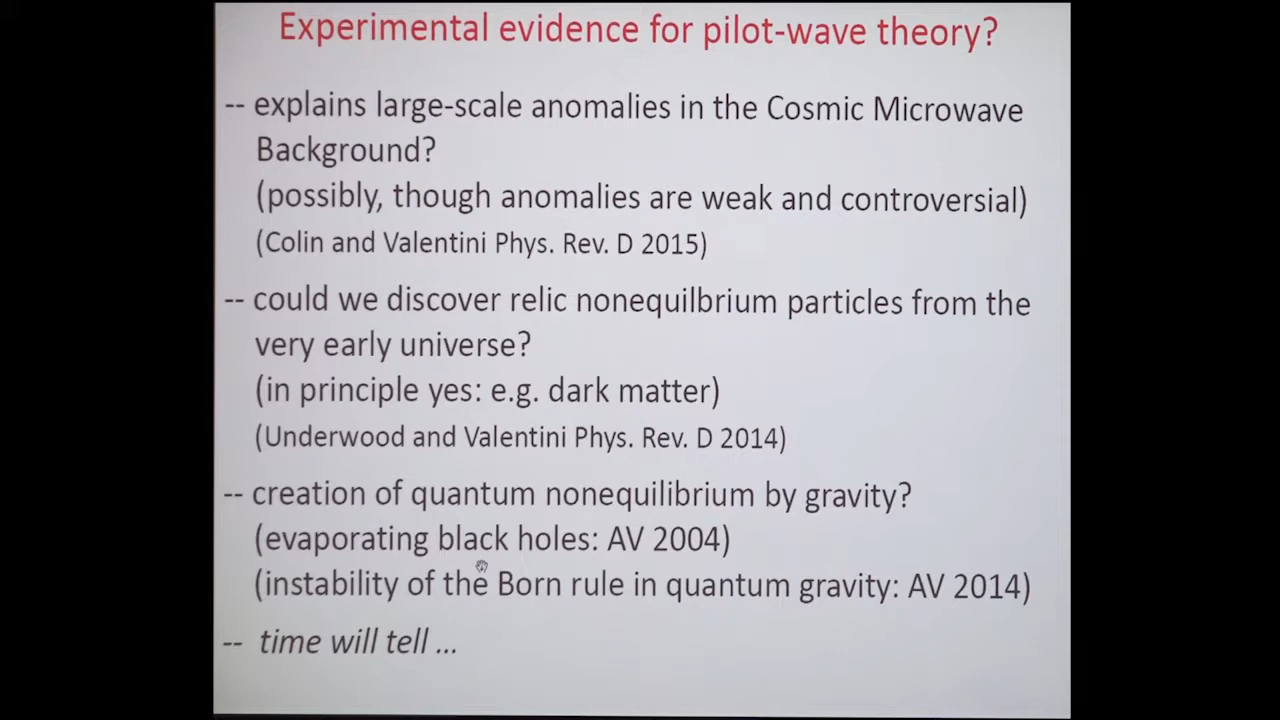 Experimental evidence for pilot-wave theory?
-- explains large-scale anomalies in the Cosmic Microwave
Background?
(possibly, though anomalies are weak and controversial)
(Colin and Valentini Phys. Rev. D 2015)
-- could we discover relic nonequilbrium particles from the
very early universe?
(in principle yes: e.g. dark matter)
(Underwood and Valentini Phys. Rev. D 2014)
-- creation of quantum nonequilibrium by gravity?
(evaporating black holes: AV 2004)
(instability of the Born rule in quantum gravity: AV 2014)
-- time will tell ...